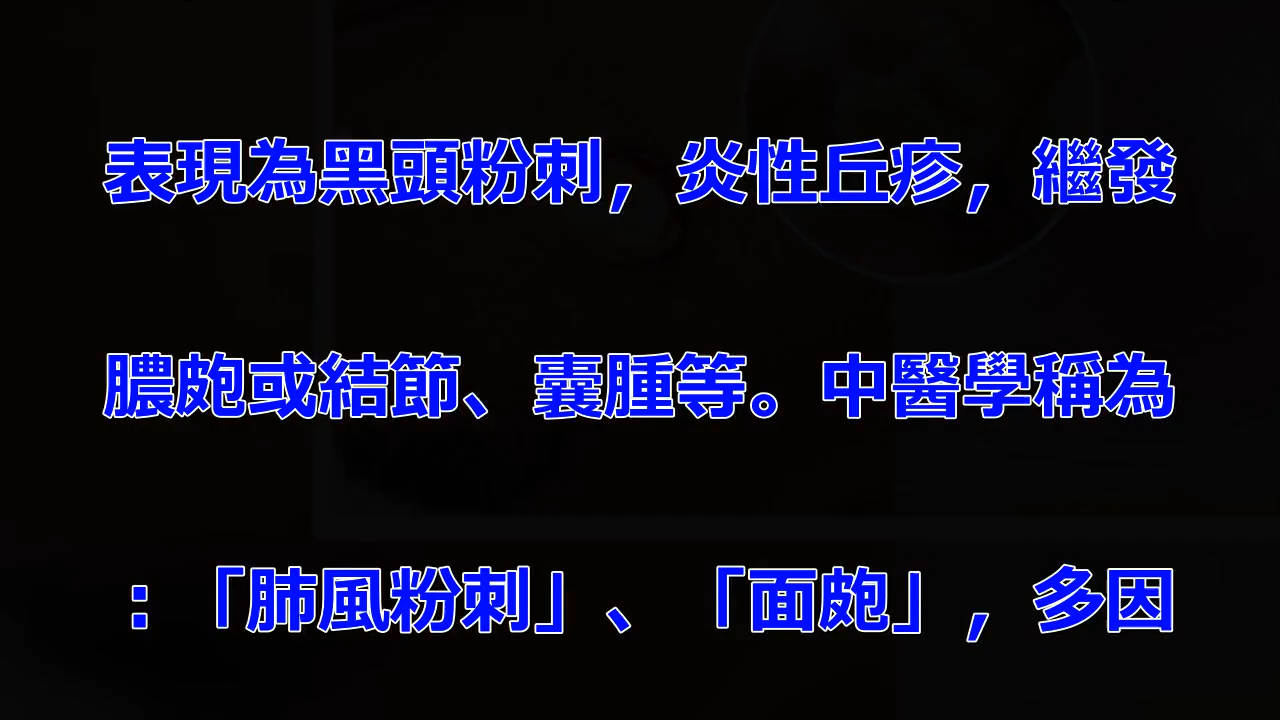 表現為黑頭粉刺，炎性丘疹，繼發
膿皰或結節、囊腫等。中醫學稱為
：「肺風粉刺」、「面皰」，多因